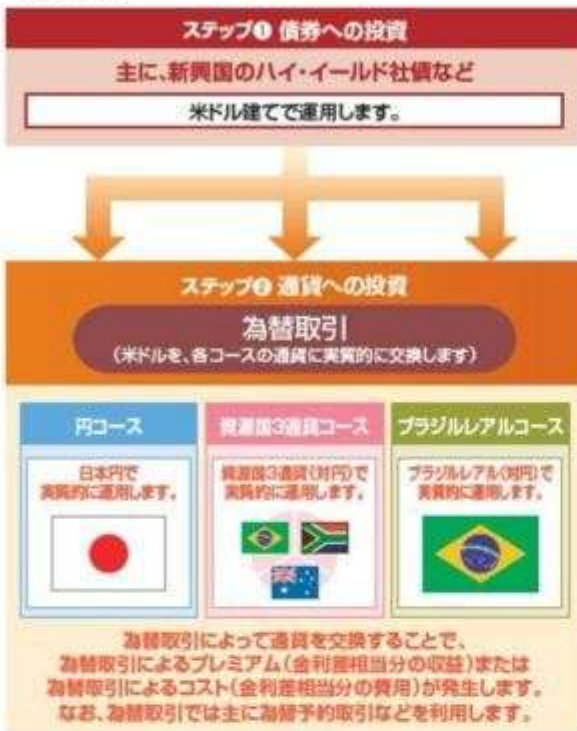 ステップ❶ 債券への投資
主に、新興国のハイ・イールド社債など
米ドル建てで運用します。
ステップ❷ 通貨への投資
為替取引
(米ドルを、各コースの通貨に実質的に交換します)
円コース
日本円で
実質的に運用します。
資源国3通貨コース
資源国3通貨(対円)で
実質的に運用します。
ブラジルレアルコース
ブラジルレアル(対円)で
実質的に運用します。
為替取引によって通貨を交換することで、
為替取引によるプレミアム(金利差相当分の収益)または
為替取引によるコスト(金利差相当分の費用)が発生します。
なお、為替取引では主に為替予約取引などを利用します。